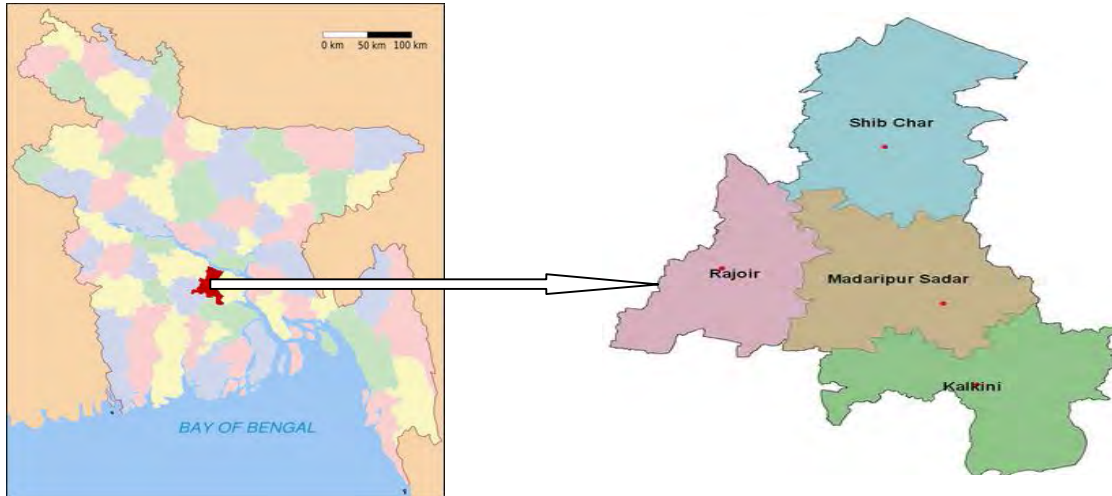 0 km 50 km 100 km
BAY OF BENGAL
Shib Char
Rajoir
Madaripur Sadar
Kalkini